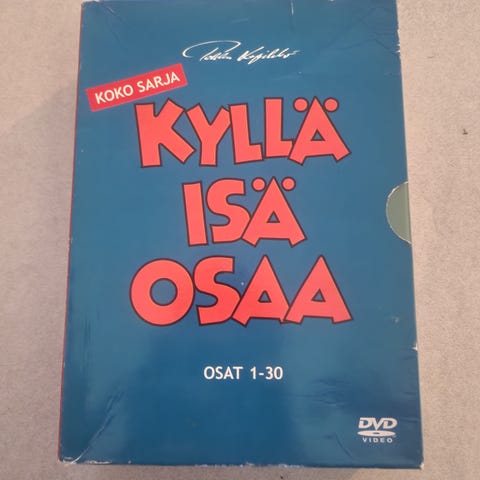 KOKO SARJA
KYLLÄ
ISÄ
OSAA
OSAT 1-30
DVD
VIDEO